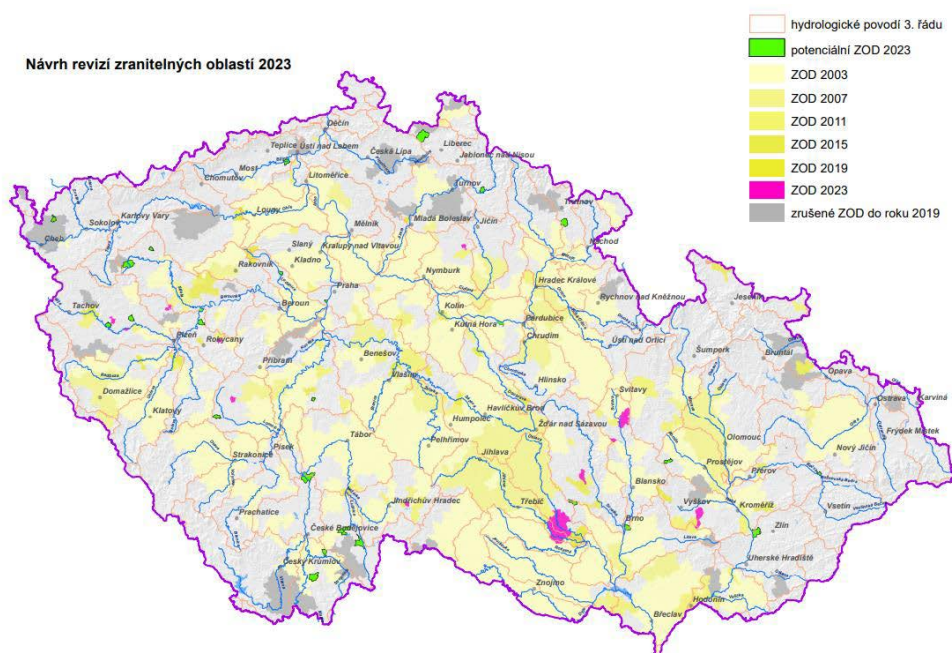 Návrh revizí zranitelných oblastí 2023
hydrologické povodí 3. řádu
potenciální ZOD 2023
ZOD 2003
ZOD 2007
ZOD 2011
ZOD 2015
ZOD 2019
ZOD 2023
zrušené ZOD do roku 2019
Děčín
Teplice
Ústí nad Labem
Česká Lípa
Liberec
Jablonec nad Nisou
Most
Chomutov
Litoměřice
Turnov
Trutnov
Sokolov
Karlovy Vary
Louny
Mělník
Mladá Boleslav
Jičín
Cheb
Slaný
Kralupy nad Vltavou
Náchod
Rakovník
Kladno
Nymburk
Hradec Králové
Praha
Rychnov nad Kněžnou
Jeseník
Tachov
Beroun
Kolín
Pardubice
Plzeň
Rokycany
Kutná Hora
Chrudim
Ústí nad Orlicí
Šumperk
Bruntál
Příbram
Benešov
Opava
Vlašim
Hlinsko
Svitavy
Ostrava
Karviná
Domažlice
Klatovy
Humpolec
Havlíčkův Brod
Žďár nad Sázavou
Frýdek Místek
Tábor
Pelhřimov
Olomouc
Nový Jičín
Strakonice
Písek
Jihlava
Prostějov
Přerov
Blansko
Jindřichův Hradec
Třebíč
Vyškov
Kroměříž
Vsetín
Prachatice
České Budějovice
Brno
Zlín
Uherské Hradiště
Český Krumlov
Znojmo
Hodonín
Břeclav